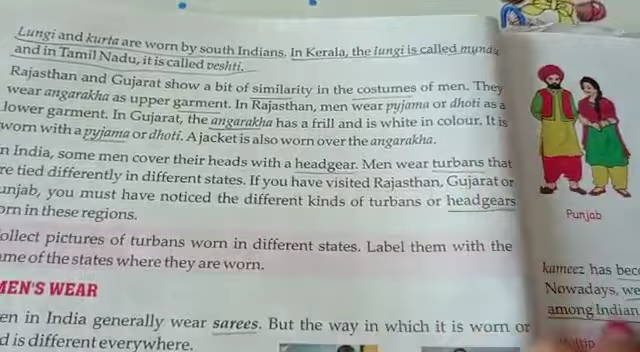 Lungi and kurta are worn by south Indians. In Kerala, the lungi is called mundu
and in Tamil Nadu, it is called veshti.
Rajasthan and Gujarat show a bit of similarity in the costumes of men. They
wear angarakha as upper garment. In Rajasthan, men wear pyjama or dhoti as a
lower garment. In Gujarat, the angarakha has a frill and is white in colour. It is
worn with a pyjama or dhoti. A jacket is also worn over the angarakha.
n India, some men cover their heads with a headgear. Men wear turbans that
re tied differently in different states. If you have visited Rajasthan, Gujarat or
unjab, you must have noticed the different kinds of turbans or headgears
orn in these regions.
ollect pictures of turbans worn in different states. Label them with the
ame of the states where they are worn.
MEN'S WEAR
en in India generally wear sarees. But the way in which it is worn or
d is different everywhere.
Punjab
kameez has bec
Nowadays, we
among Indian